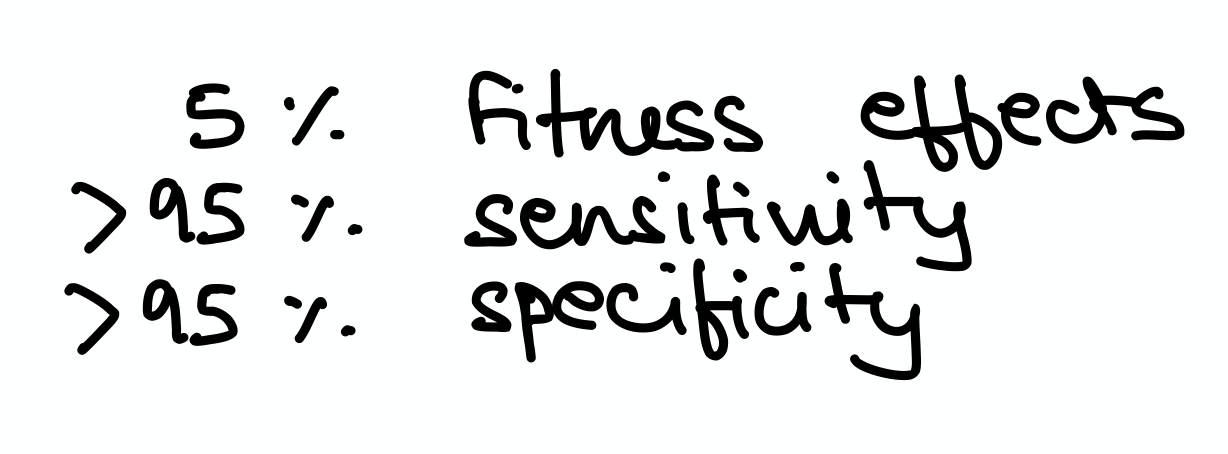 5 % fitness effects
>95 % sensitivity
>95 % specificity